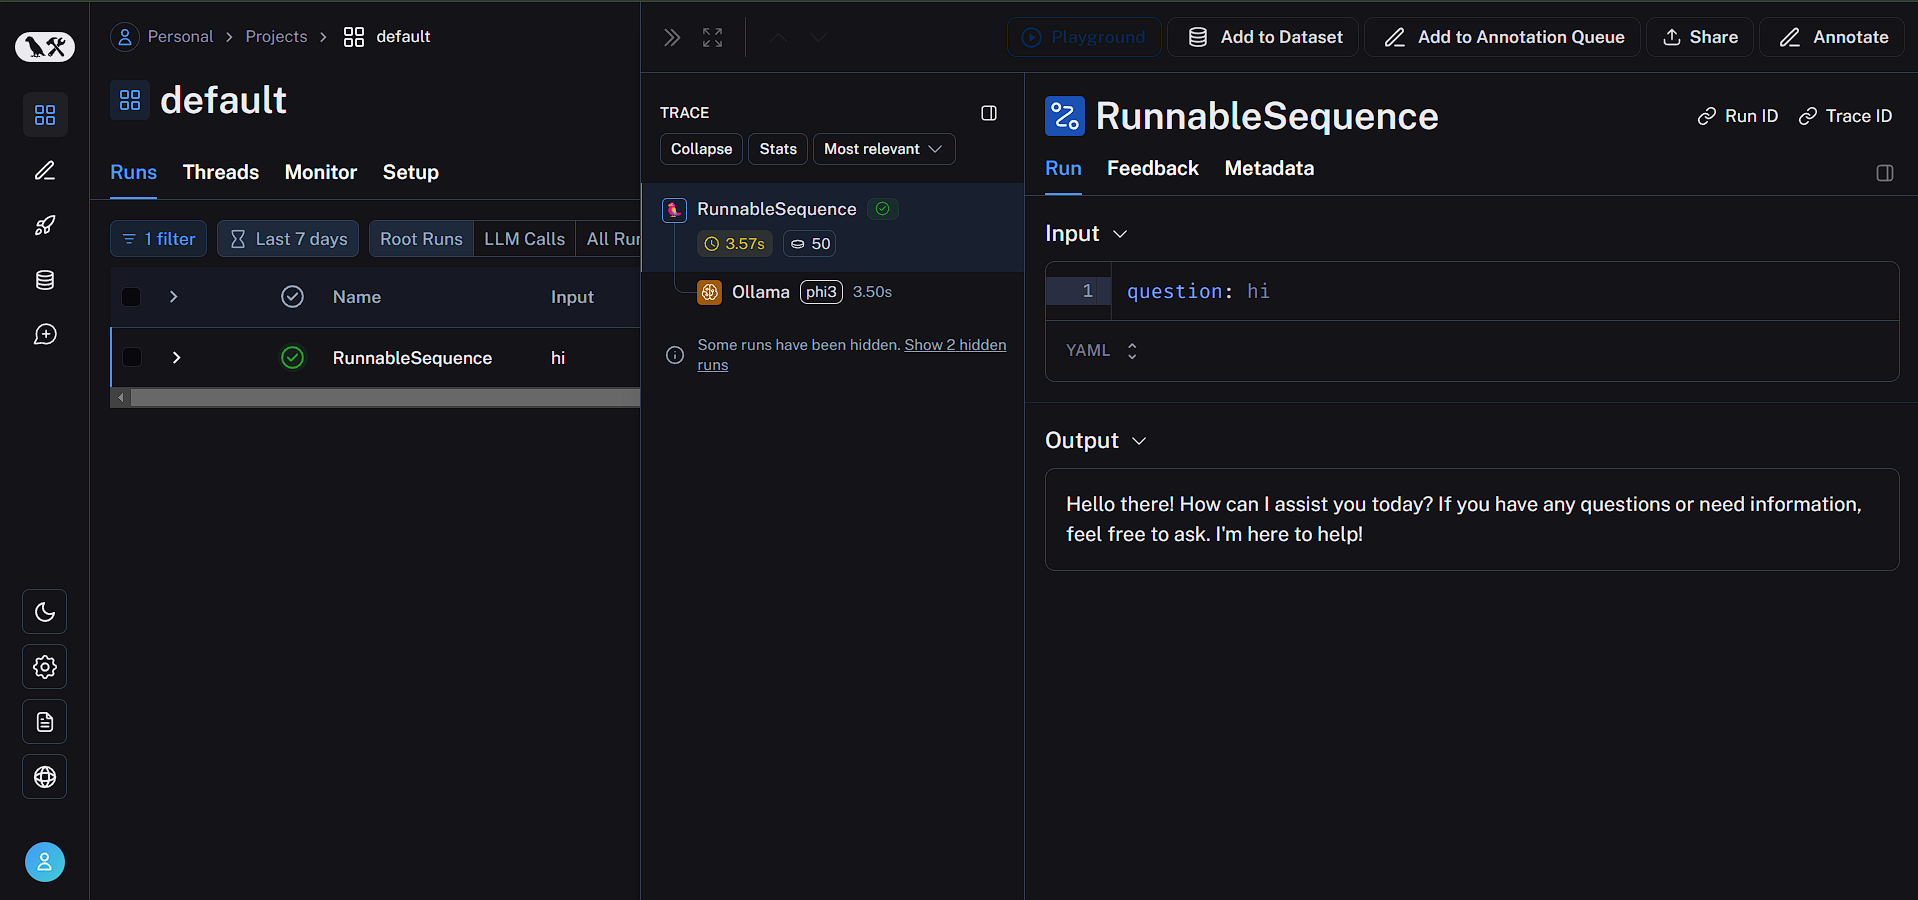 Personal > Projects > default
default
Runs Threads Monitor Setup
1 filter Last 7 days Root Runs LLM Calls All Ru
Name Input
RunnableSequence hi
Playground Add to Dataset Add to Annotation Queue Share Annotate
TRACE
Collapse Stats Most relevant
RunnableSequence
3.57s 50
Ollama phi3 3.50s
Some runs have been hidden. Show 2 hidden
runs
RunnableSequence Run ID Trace ID
Run Feedback Metadata
Input
1 question: hi
YAML
Output
Hello there! How can I assist you today? If you have any questions or need information,
feel free to ask. I'm here to help!